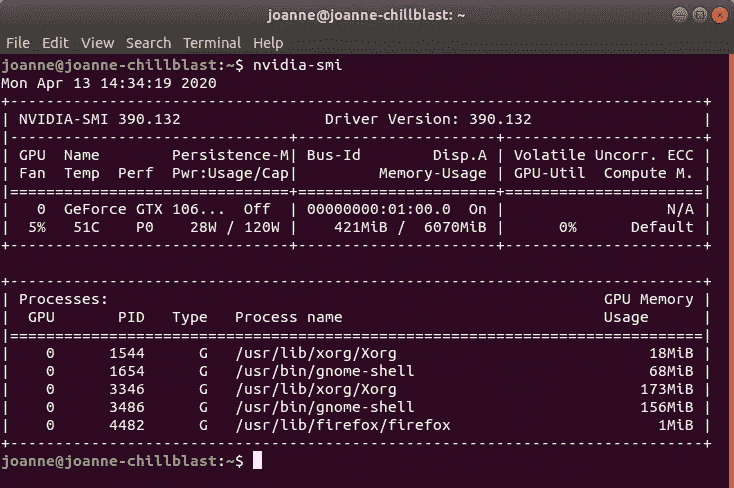 joanne@joanne-chillblast: ~
File Edit View Search Terminal Help
joanne@joanne-chillblast:~$ nvidia-smi
Mon Apr 13 14:34:19 2020
+-----------------------------------------------------------------------------+
| NVIDIA-SMI 390.132                Driver Version: 390.132                   |
|-------------------------------+----------------------+----------------------+
| GPU  Name        Persistence-M| Bus-Id        Disp.A | Volatile Uncorr. ECC |
| Fan  Temp  Perf  Pwr:Usage/Cap|         Memory-Usage | GPU-Util  Compute M. |
|===============================+======================+======================|
|   0  GeForce GTX 106...  Off  | 00000000:01:00.0  On |                  N/A |
|  5%   51C    P0    28W / 120W |    421MiB /  6070MiB |      0%      Default |
+-------------------------------+----------------------+----------------------+
+-----------------------------------------------------------------------------+
| Processes:                                                       GPU Memory |
|  GPU       PID   Type   Process name                             Usage      |
|=============================================================================|
|    0      1544      G   /usr/lib/xorg/Xorg                            18MiB |
|    0      1654      G   /usr/bin/gnome-shell                          68MiB |
|    0      3346      G   /usr/lib/xorg/Xorg                           173MiB |
|    0      3486      G   /usr/bin/gnome-shell                         156MiB |
|    0      4482      G   /usr/lib/firefox/firefox                       1MiB |
+-----------------------------------------------------------------------------+
joanne@joanne-chillblast:~$